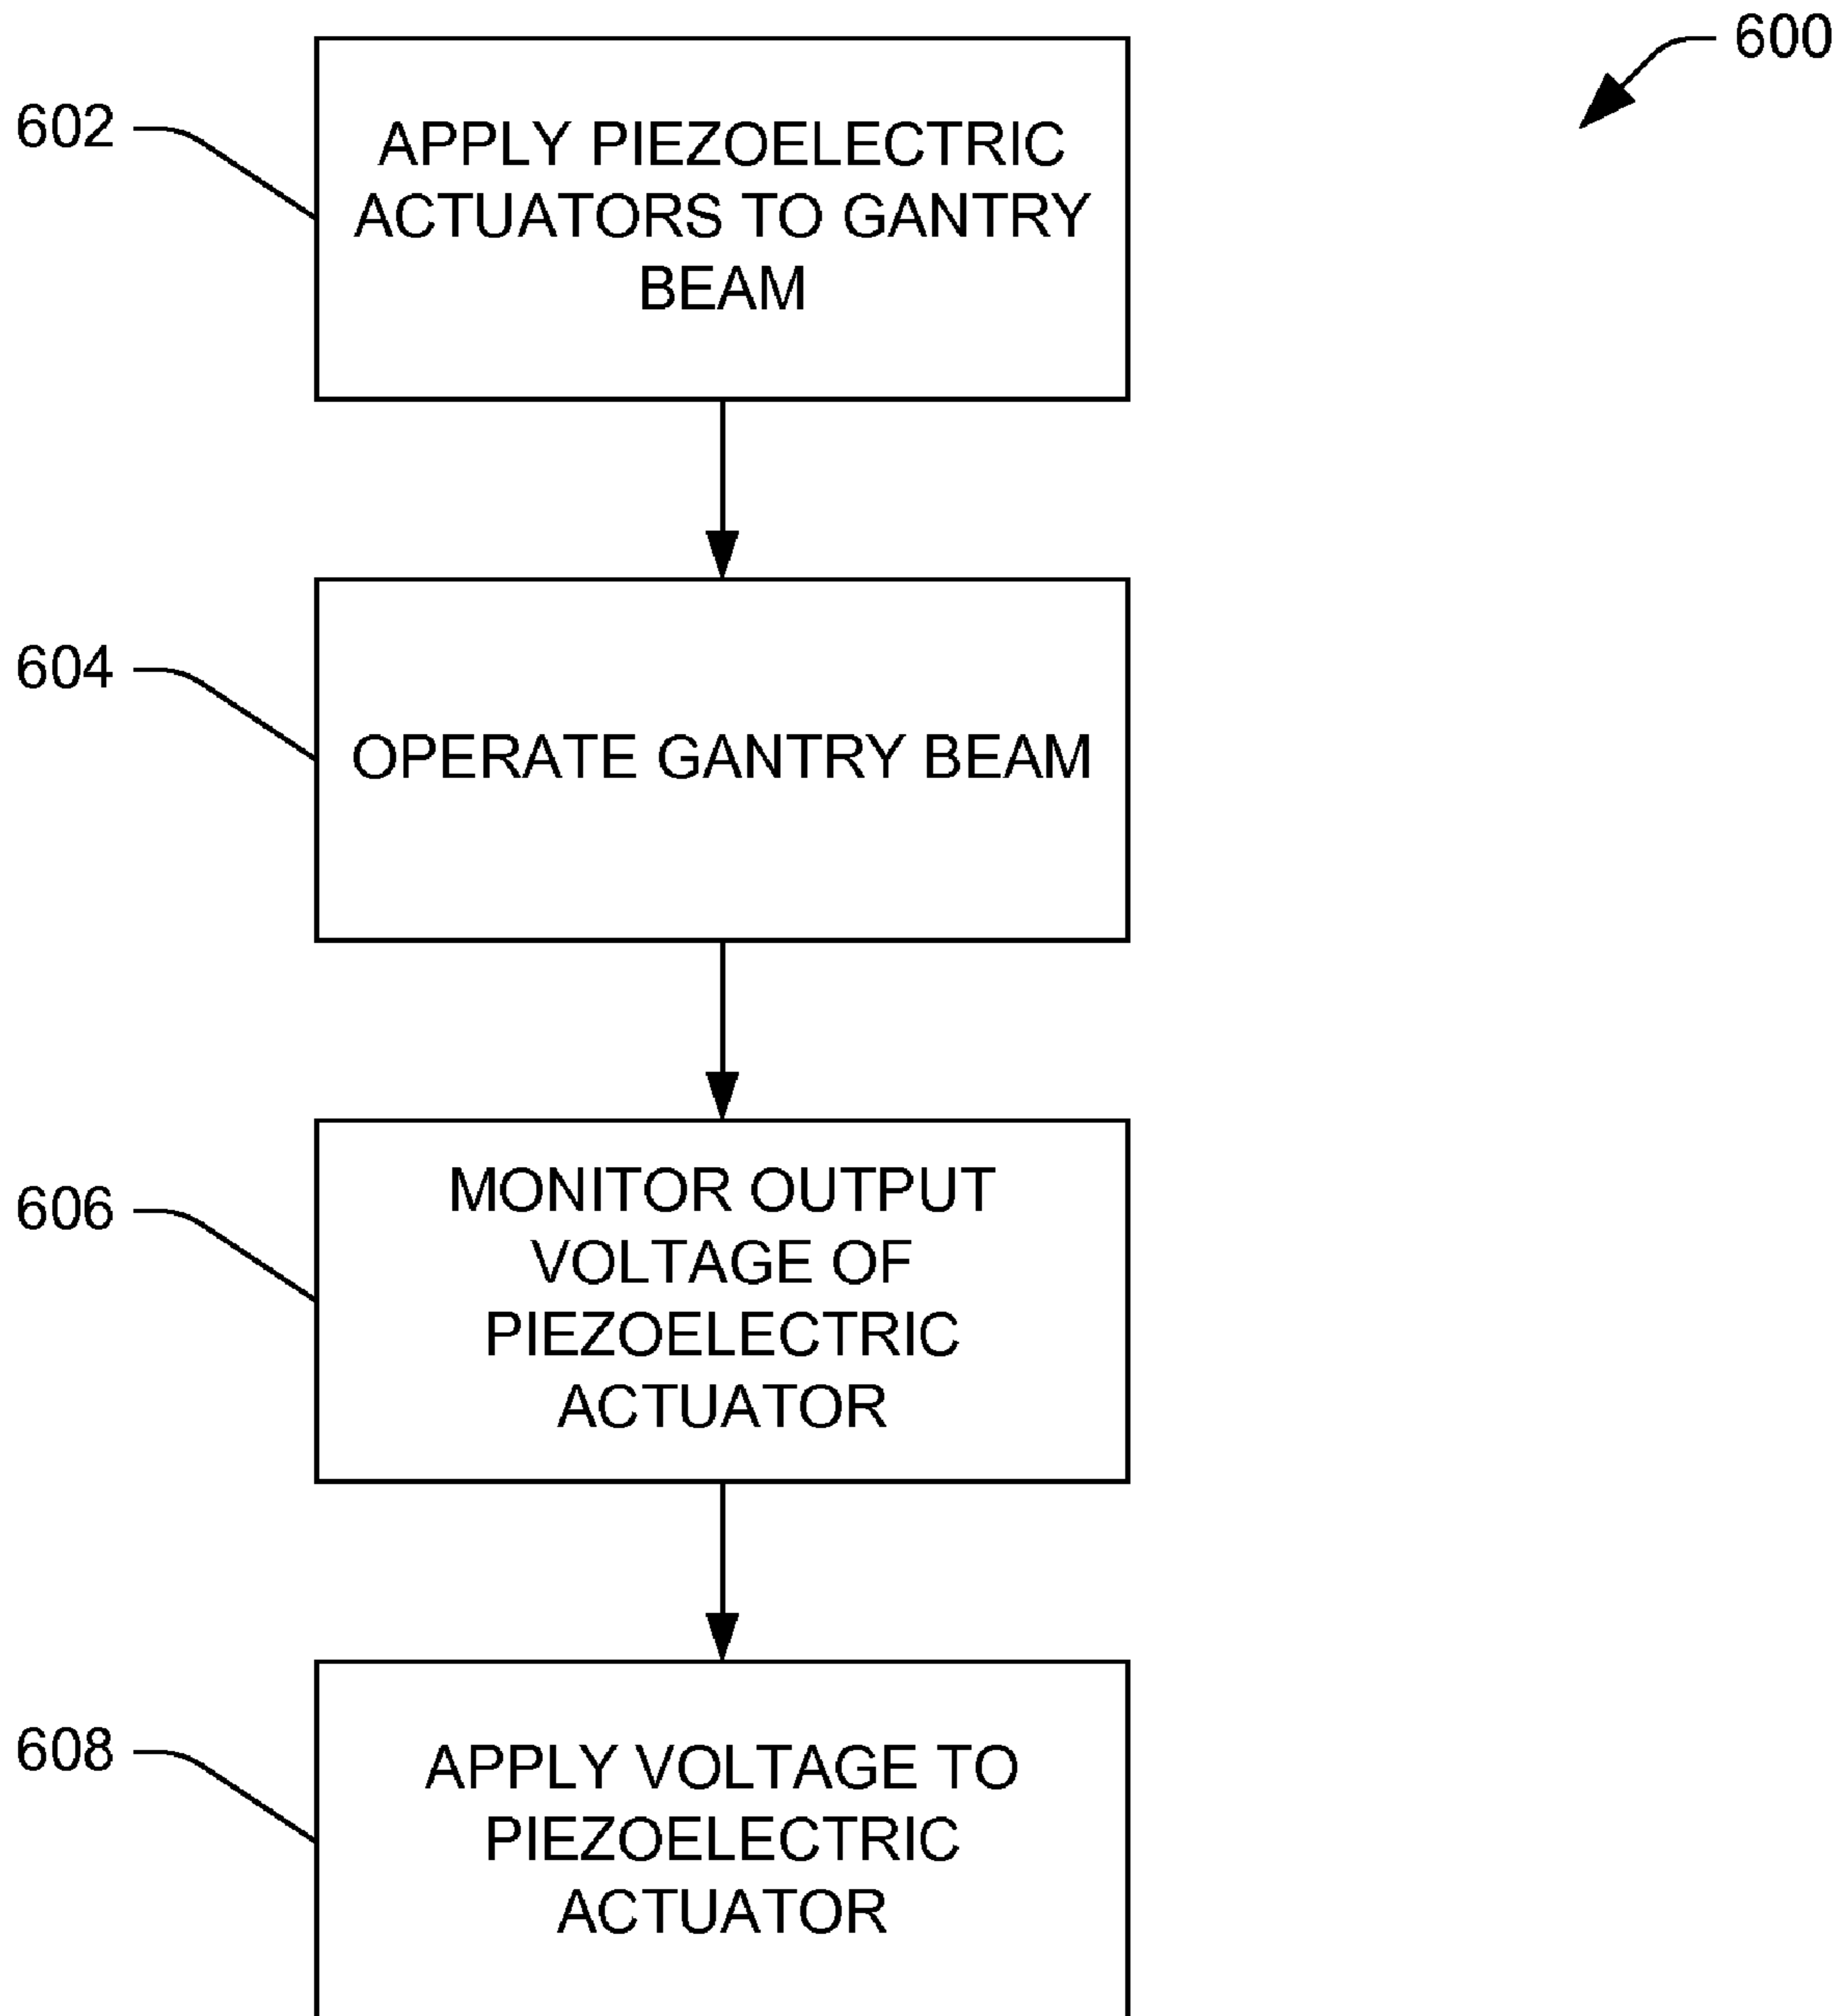 600
602
APPLY PIEZOELECTRIC
ACTUATORS TO GANTRY
BEAM
604
OPERATE GANTRY BEAM
606
MONITOR OUTPUT
VOLTAGE OF
PIEZOELECTRIC
ACTUATOR
608
APPLY VOLTAGE TO
PIEZOELECTRIC
ACTUATOR